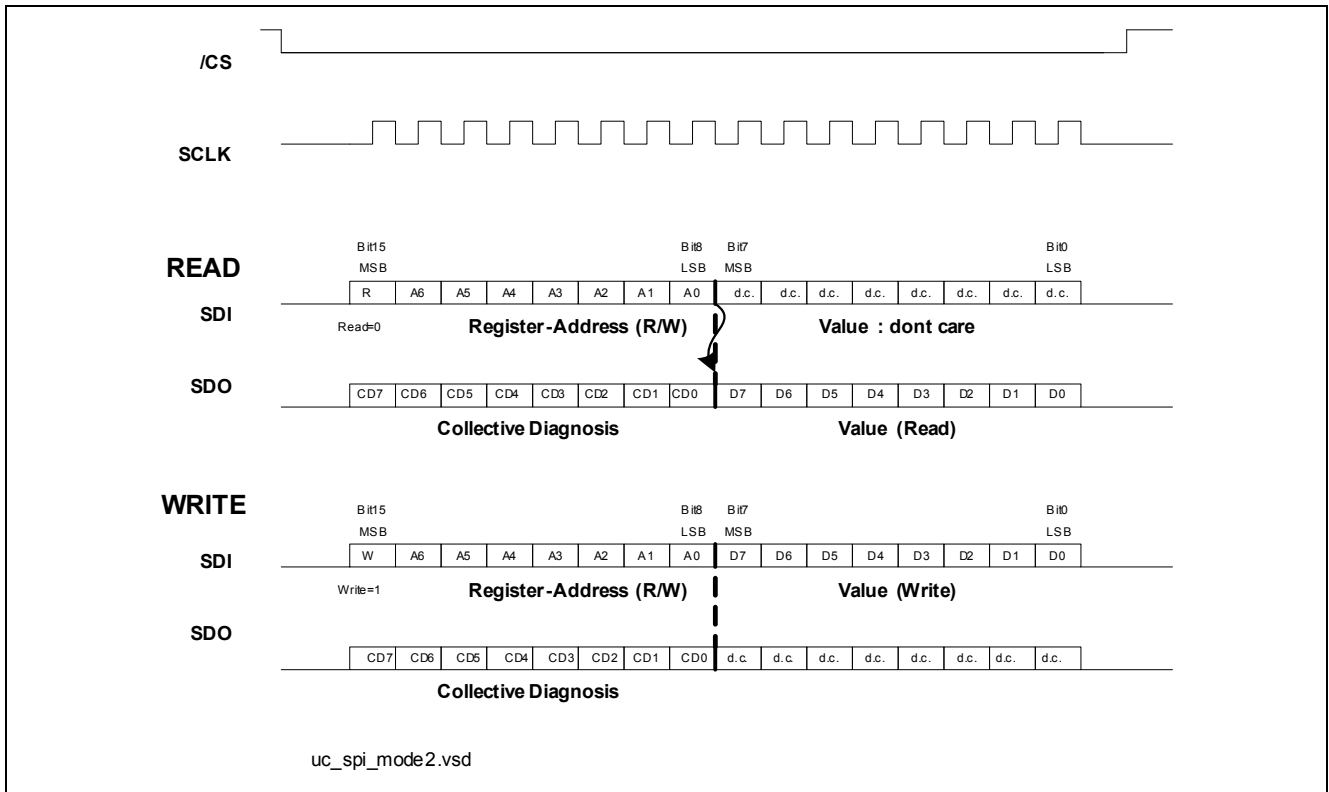 /CS
SCLK
Bit15 Bit8 Bit7 Bit0
READ MSB LSB MSB LSB
R A6 A5 A4 A3 A2 A1 A0 d.c. d.c. d.c. d.c. d.c. d.c. d.c. d.c.
SDI
Read=0 Register-Address (R/W) Value : dont care
SDO
CD7 CD6 CD5 CD4 CD3 CD2 CD1 CD0 D7 D6 D5 D4 D3 D2 D1 D0
Collective Diagnosis Value (Read)
WRITE
Bit15 Bit8 Bit7 Bit0
MSB LSB MSB LSB
SDI W A6 A5 A4 A3 A2 A1 A0 D7 D6 D5 D4 D3 D2 D1 D0
Write=1 Register-Address (R/W) Value (Write)
SDO
CD7 CD6 CD5 CD4 CD3 CD2 CD1 CD0 d.c. d.c. d.c. d.c. d.c. d.c. d.c. d.c.
Collective Diagnosis
uc_spi_mode2.vsd